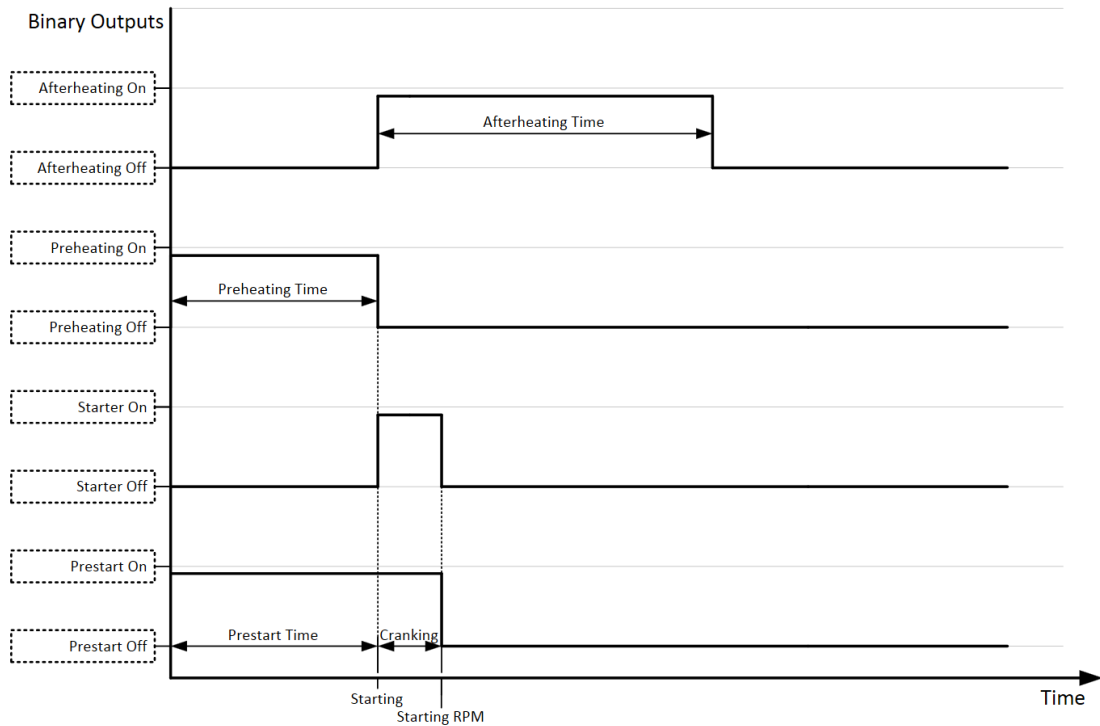 Binary Outputs
Afterheating On
Afterheating Time
Afterheating Off
Preheating On
Preheating Time
Preheating Off
Starter On
Starter Off
Prestart On
Prestart Time
Cranking
Prestart Off
Starting
Time
Starting RPM